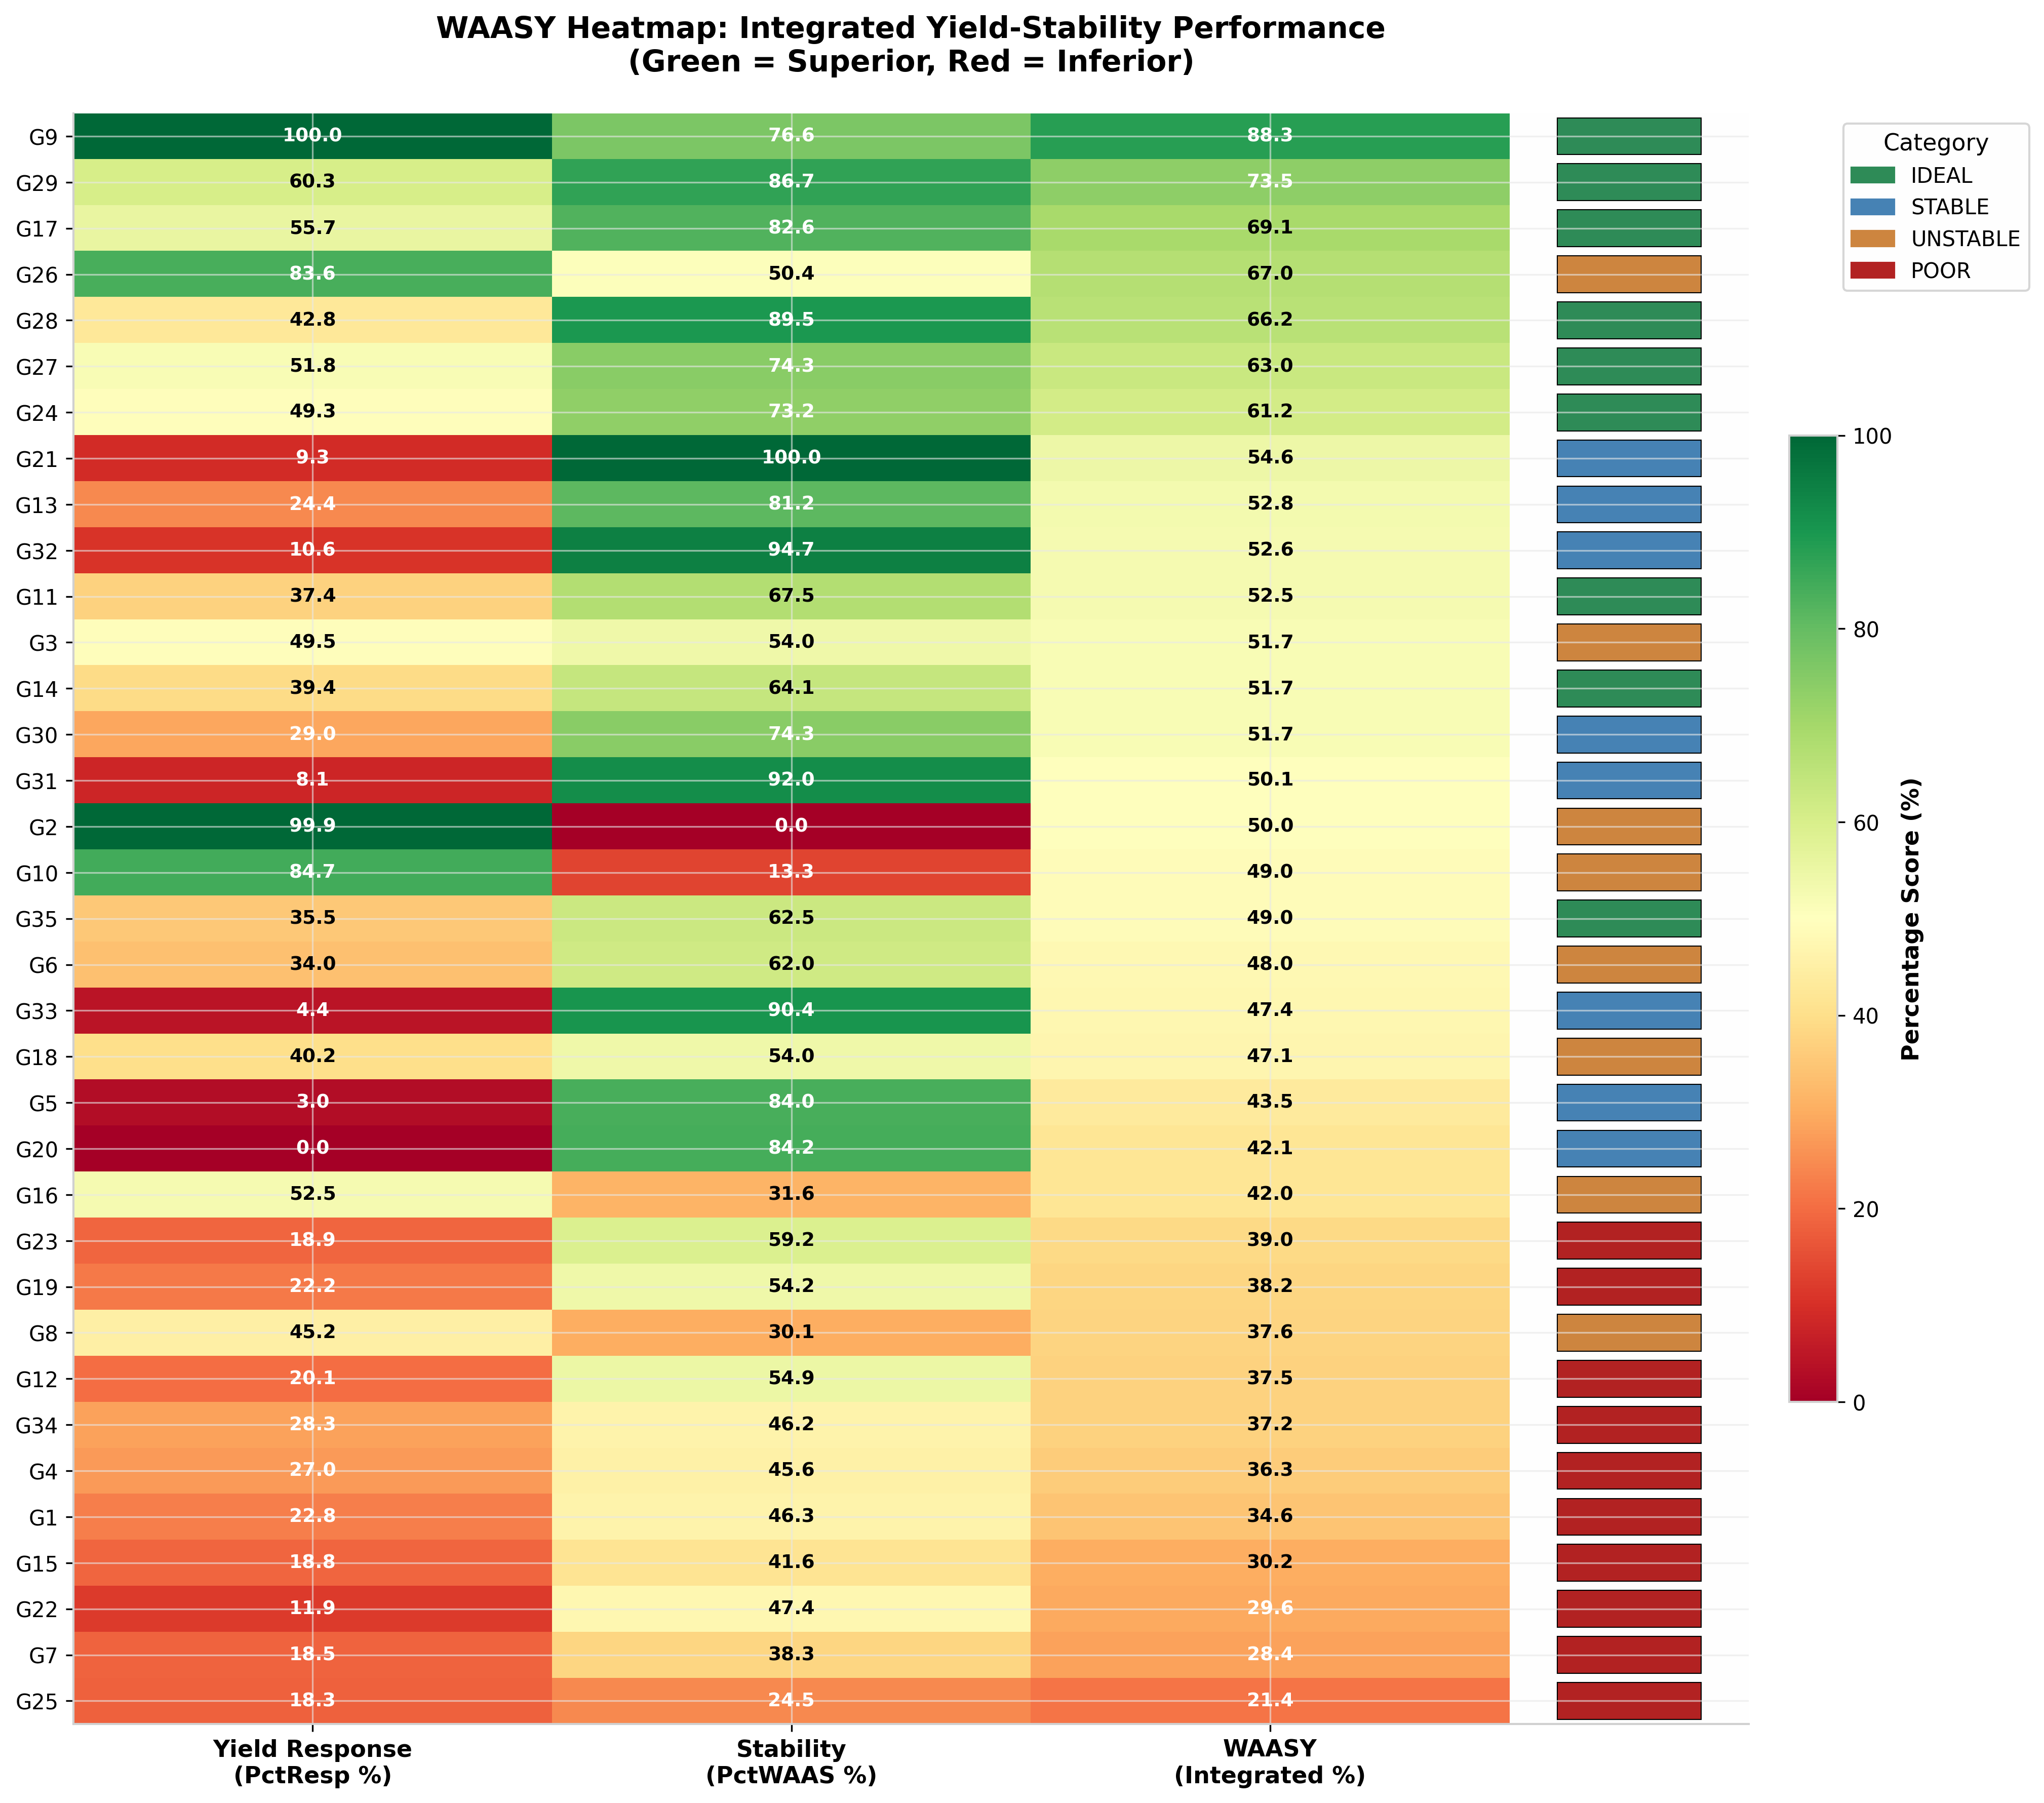 WAASY Heatmap: Integrated Yield-Stability Performance
(Green = Superior, Red = Inferior)
G9 100.0 76.6 88.3
G29 60.3 86.7 73.5
G17 55.7 82.6 69.1
G26 83.6 50.4 67.0
G28 42.8 89.5 66.2
G27 51.8 74.3 63.0
G24 49.3 73.2 61.2
G21 9.3 100.0 54.6
G13 24.4 81.2 52.8
G32 10.6 94.7 52.6
G11 37.4 67.5 52.5
G3 49.5 54.0 51.7
G14 39.4 64.1 51.7
G30 29.0 74.3 51.7
G31 8.1 92.0 50.1
G2 99.9 0.0 50.0
G10 84.7 13.3 49.0
G35 35.5 62.5 49.0
G6 34.0 62.0 48.0
G33 4.4 90.4 47.4
G18 40.2 54.0 47.1
G5 3.0 84.0 43.5
G20 0.0 84.2 42.1
G16 52.5 31.6 42.0
G23 18.9 59.2 39.0
G19 22.2 54.2 38.2
G8 45.2 30.1 37.6
G12 20.1 54.9 37.5
G34 28.3 46.2 37.2
G4 27.0 45.6 36.3
G1 22.8 46.3 34.6
G15 18.8 41.6 30.2
G22 11.9 47.4 29.6
G7 18.5 38.3 28.4
G25 18.3 24.5 21.4
Yield Response
(PctResp %)
Stability
(PctWAAS %)
WAASY
(Integrated %)
Category
IDEAL
STABLE
UNSTABLE
POOR
100
80
60
40
20
0
Percentage Score (%)